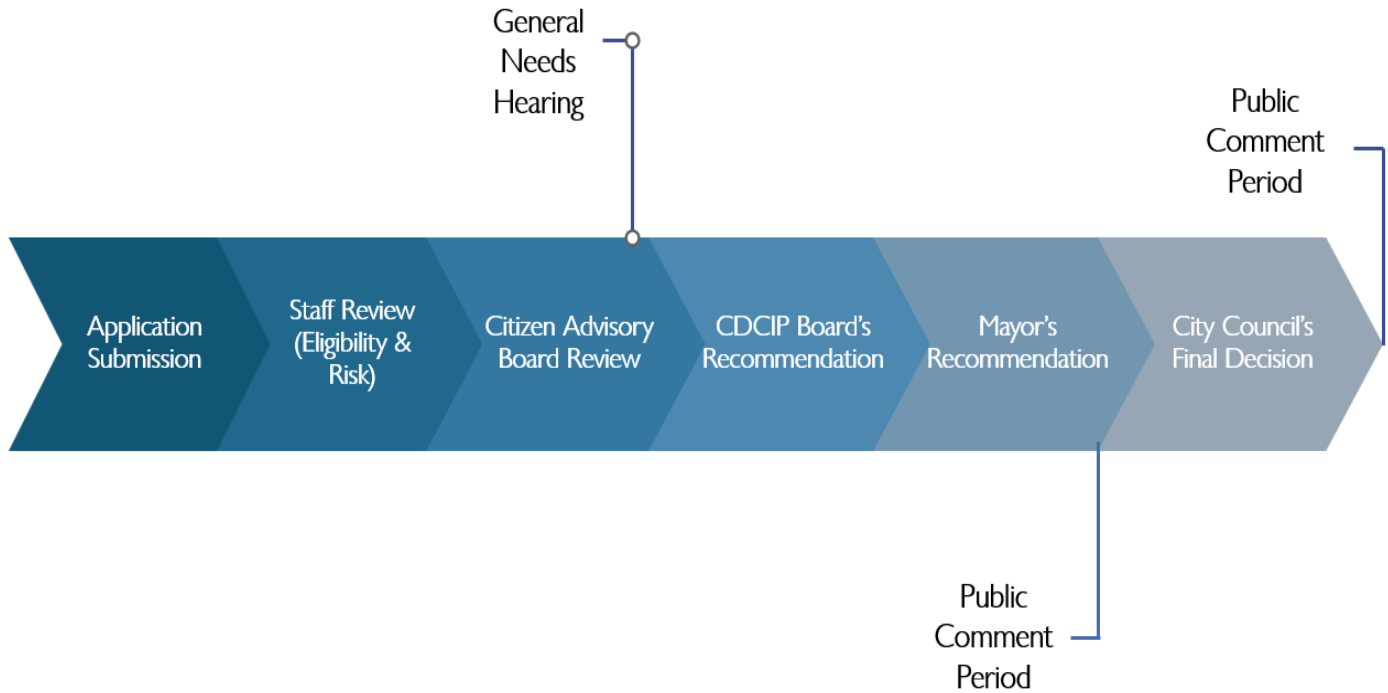 General
Needs
Hearing
Public
Comment
Period
Application
Submission
Staff Review
(Eligibility &
Risk)
Citizen Advisory
Board Review
CDCIP Board's
Recommendation
Mayor's
Recommendation
City Council's
Final Decision
Public
Comment
Period